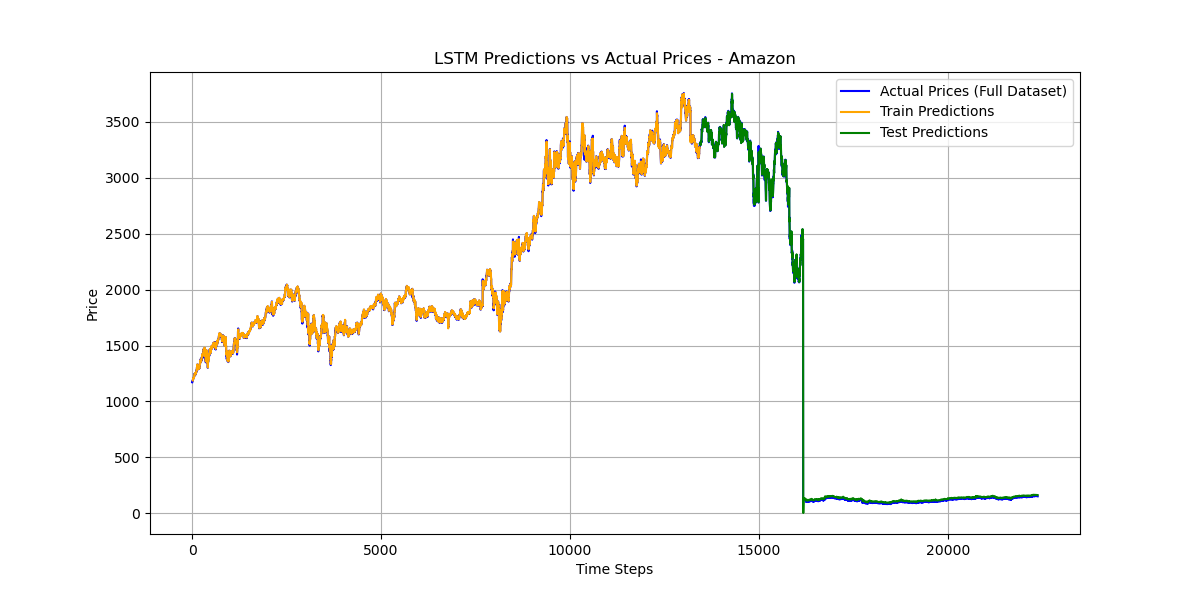 LSTM Predictions vs Actual Prices - Amazon
Actual Prices (Full Dataset)
Train Predictions
Test Predictions
3500
3000
2500
2000
1500
1000
500
0
Price
0 5000 10000 15000 20000
Time Steps